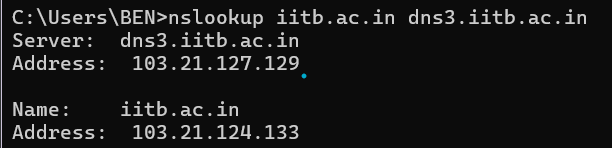 C:\Users\BEN>nslookup iitb.ac.in dns3.iitb.ac.in
Server:  dns3.iitb.ac.in
Address:  103.21.127.129

Name:    iitb.ac.in
Address:  103.21.124.133